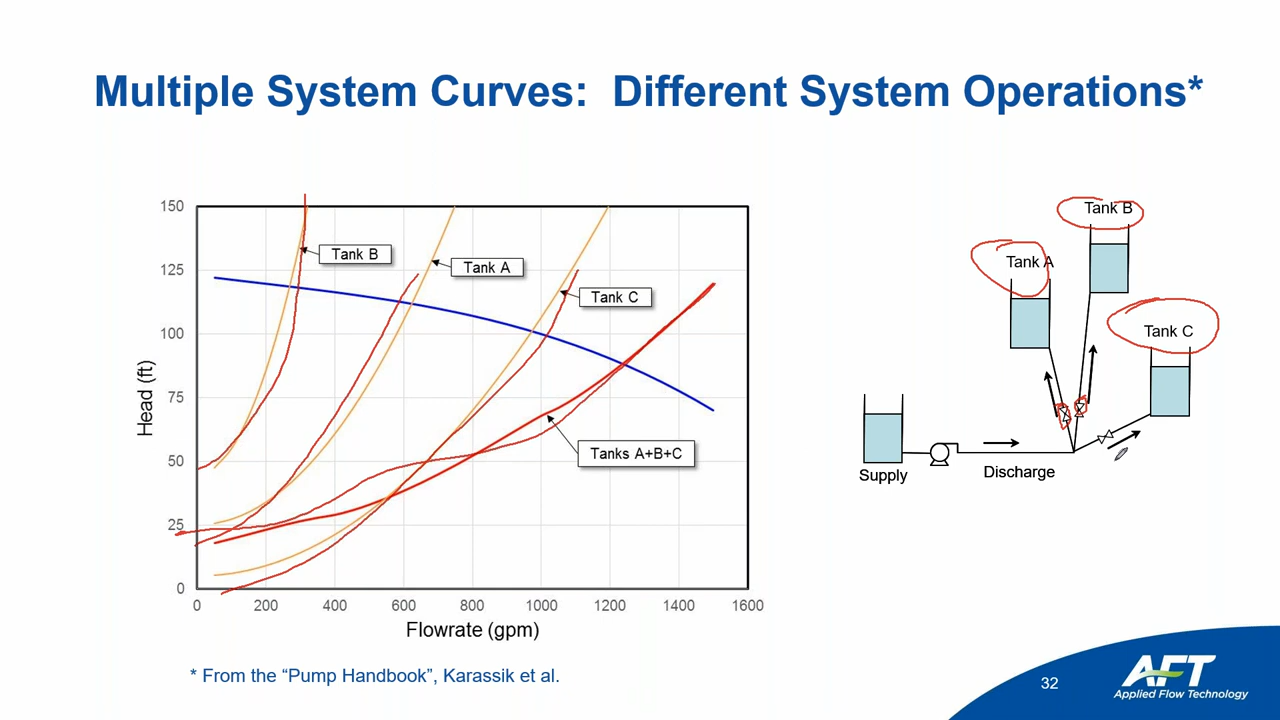 Multiple System Curves: Different System Operations*
150
125
100
75
50
25
0
Head (ft)
0 200 400 600 800 1000 1200 1400 1600
Flowrate (gpm)
Tank B
Tank A
Tank C
Tanks A+B+C
Tank B
Tank A
Tank C
Supply
Discharge
* From the “Pump Handbook”, Karassik et al.
32
AFT
Applied Flow Technology